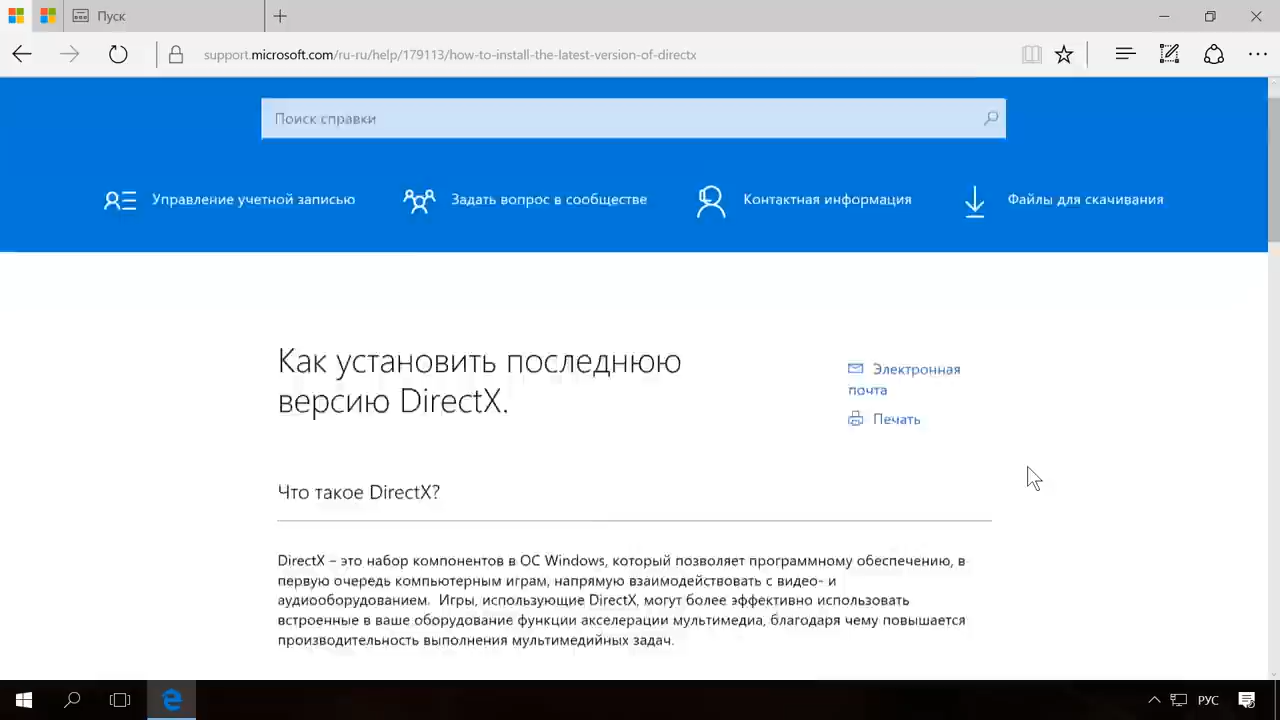 Пуск
support.microsoft.com/ru-ru/help/179113/how-to-install-the-latest-version-of-directx
Поиск справки
Управление учетной записью
Задать вопрос в сообществе
Контактная информация
Файлы для скачивания
Как установить последнюю
версию DirectX.
Электронная
почта
Печать
Что такое DirectX?
DirectX – это набор компонентов в ОС Windows, который позволяет программному обеспечению, в
первую очередь компьютерным играм, напрямую взаимодействовать с видео- и
аудиооборудованием.  Игры, использующие DirectX, могут более эффективно использовать
встроенные в ваше оборудование функции акселерации мультимедиа, благодаря чему повышается
производительность выполнения мультимедийных задач.
РУС